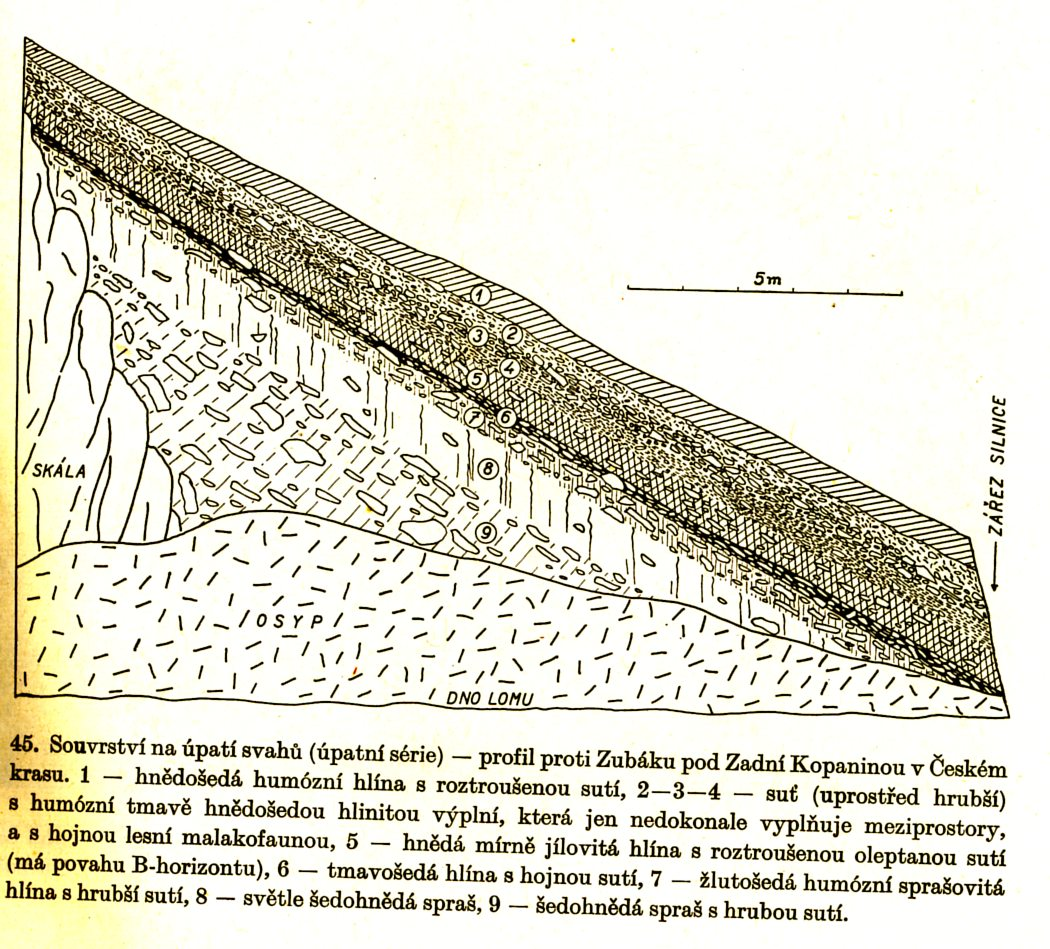 5m
1
2
3
4
5
6
7
8
9
ZÁŘEZ SILNICE
SKÁLA
OSYP
DNO LOMU
45. Souvrství na úpatí svahů (úpatní série) — profil proti Zubáku pod Zadní Kopaninou v Českém
krasu. 1 — hnědošedá humózní hlína s roztroušenou sutí, 2—3—4 — suť (uprostřed hrubší)
s humózní tmavě hnědošedou hlinitou výplní, která jen nedokonale vyplňuje meziprostory,
a s hojnou lesní malakofaunou, 5 — hnědá mírně jílovitá hlína s roztroušenou oleptanou sutí
(má povahu B-horizontu), 6 — tmavošedá hlína s hojnou sutí, 7 — žlutošedá humózní sprašovitá
hlína s hrubší sutí, 8 — světle šedohnědá spraš, 9 — šedohnědá spraš s hrubou sutí.